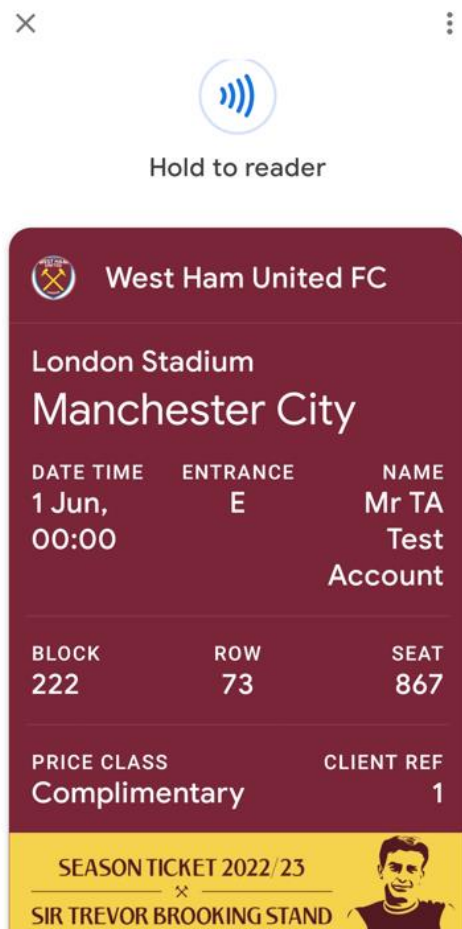 Hold to reader
West Ham United FC
London Stadium
Manchester City
DATE TIME ENTRANCE NAME
1 Jun, E Mr TA
00:00 Test
Account
BLOCK ROW SEAT
222 73 867
PRICE CLASS CLIENT REF
Complimentary 1
SEASON TICKET 2022/23
SIR TREVOR BROOKING STAND